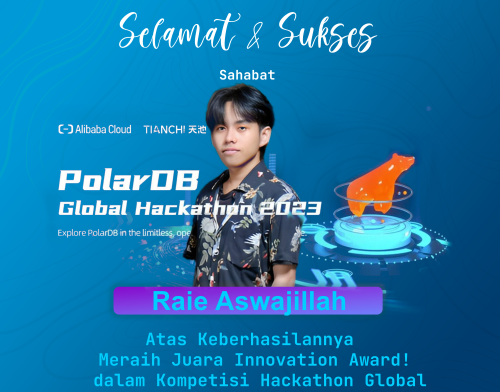 Selamat & Sukses
Sahabat
Alibaba Cloud TIANCHI 天池
PolarDB
Global Hackathon 2023
Explore PolarDB in the limitless, ope
Raie Aswajillah
Atas Keberhasilannya
Meraih Juara Innovation Award!
dalam Kompetisi Hackathon Global